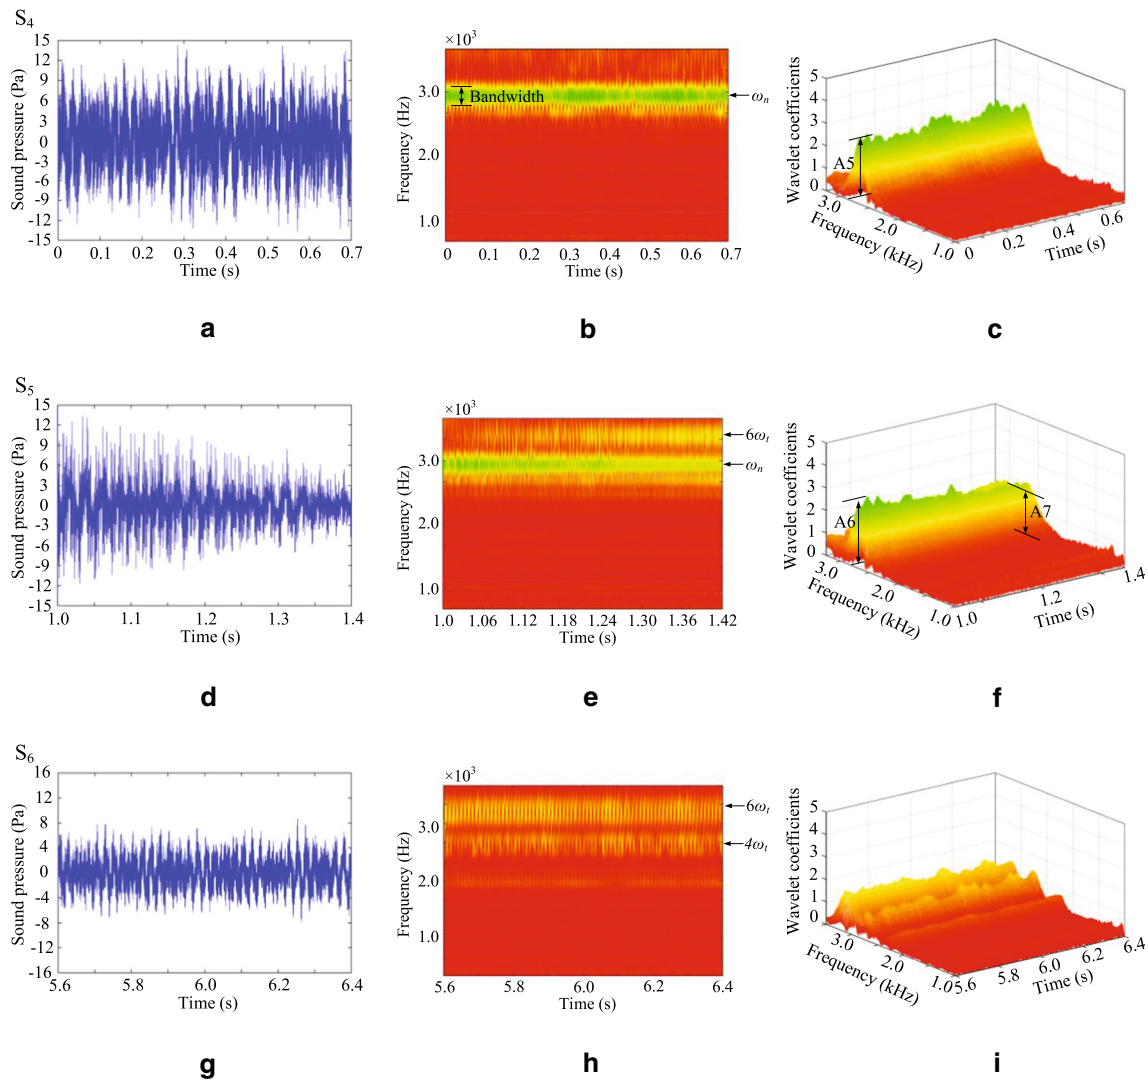 S4
15
12
9
6
3
0
-3
-6
-9
-12
-15
Sound pressure (Pa)
0 0.1 0.2 0.3 0.4 0.5 0.6 0.7
Time (s)
a
×10³
3.0
2.0
1.0
Frequency (Hz)
Bandwidth
ωn
0 0.1 0.2 0.3 0.4 0.5 0.6 0.7
Time (s)
b
5
4
3
2
1
0
Wavelet coefficients
A5
3.0 2.0 1.0
Frequency (kHz)
0 0.2 0.4 0.6
Time (s)
c
S5
15
12
9
6
3
0
-3
-6
-9
-12
-15
Sound pressure (Pa)
1.0 1.1 1.2 1.3 1.4
Time (s)
d
×10³
3.0
2.0
1.0
Frequency (Hz)
6ωt
ωn
1.0 1.06 1.12 1.18 1.24 1.30 1.36 1.42
Time (s)
e
5
4
3
2
1
0
Wavelet coefficients
A6
A7
3.0 2.0 1.0
Frequency (kHz)
1.0 1.2 1.4
Time (s)
f
S6
16
12
8
4
0
-4
-8
-12
-16
Sound pressure (Pa)
5.6 5.8 6.0 6.2 6.4
Time (s)
g
×10³
3.0
2.0
1.0
Frequency (Hz)
6ωt
4ωt
5.6 5.8 6.0 6.2 6.4
Time (s)
h
5
4
3
2
1
0
Wavelet coefficients
3.0 2.0 1.0
Frequency (kHz)
5.6 5.8 6.0 6.2 6.4
Time (s)
i